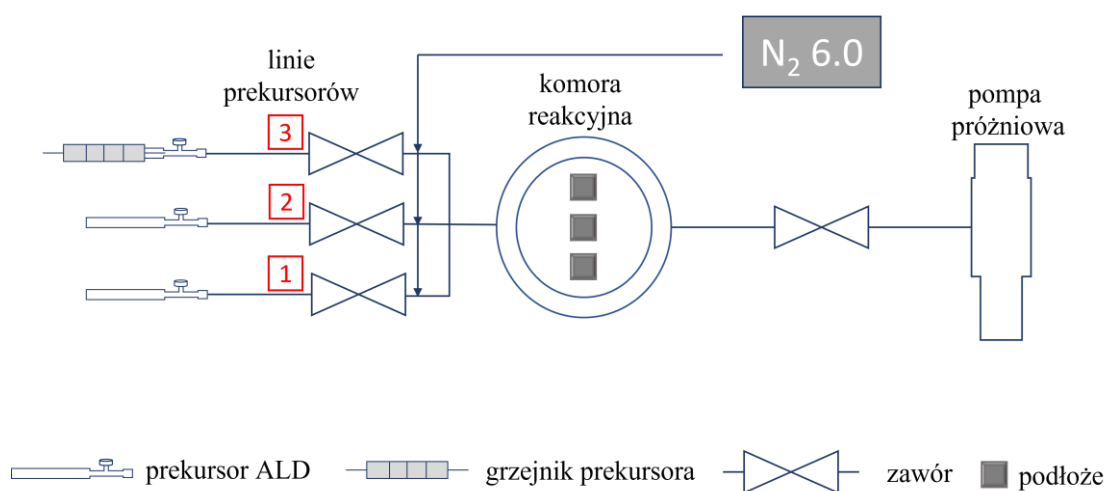 linie
prekursorów
N₂ 6.0
komora
reakcyjna
pompa
próżniowa
3
2
1
prekursor ALD
grzejnik prekursora
zawór
podłoże